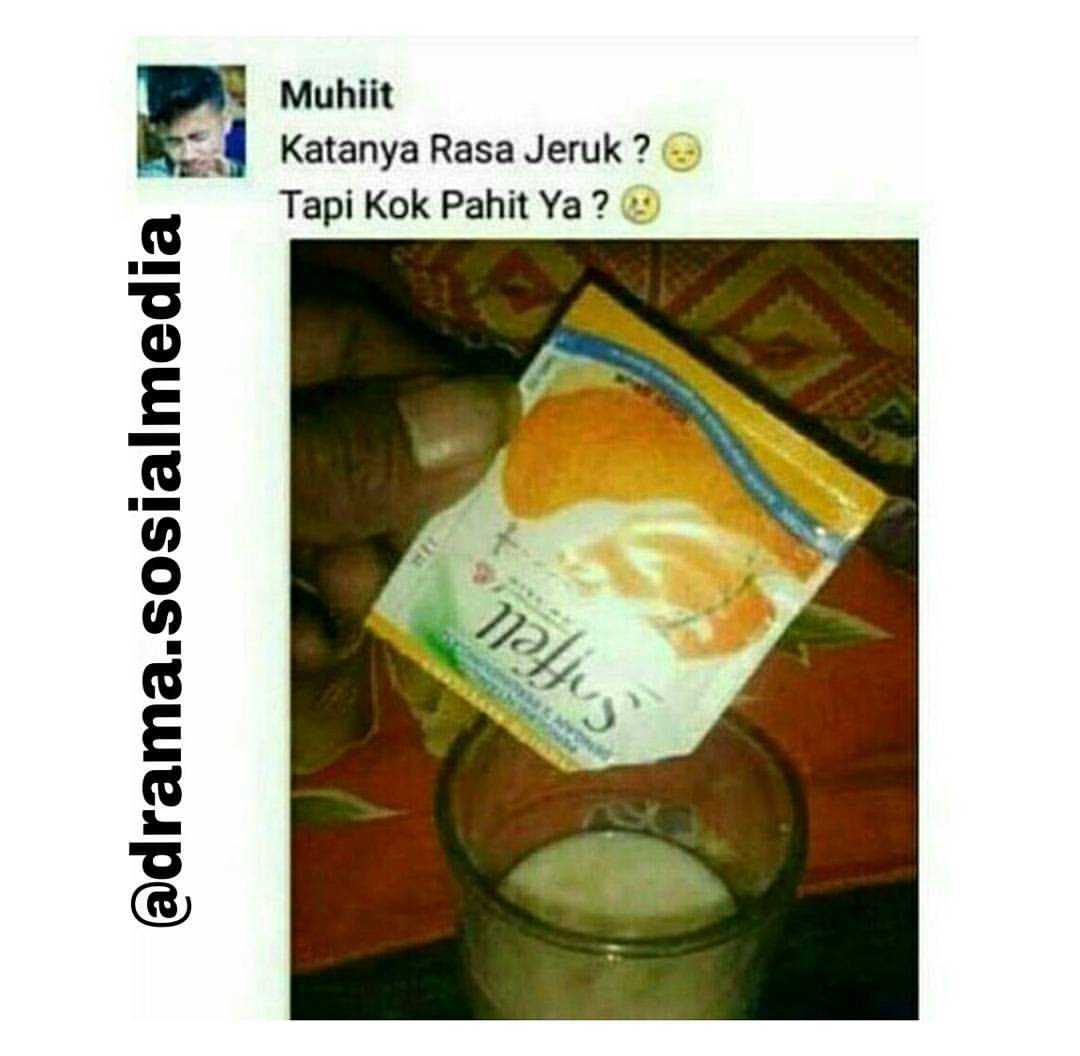 Muhiit
Katanya Rasa Jeruk ? 😔
Tapi Kok Pahit Ya ? 😢
@drama.sosialmedia
Soffell